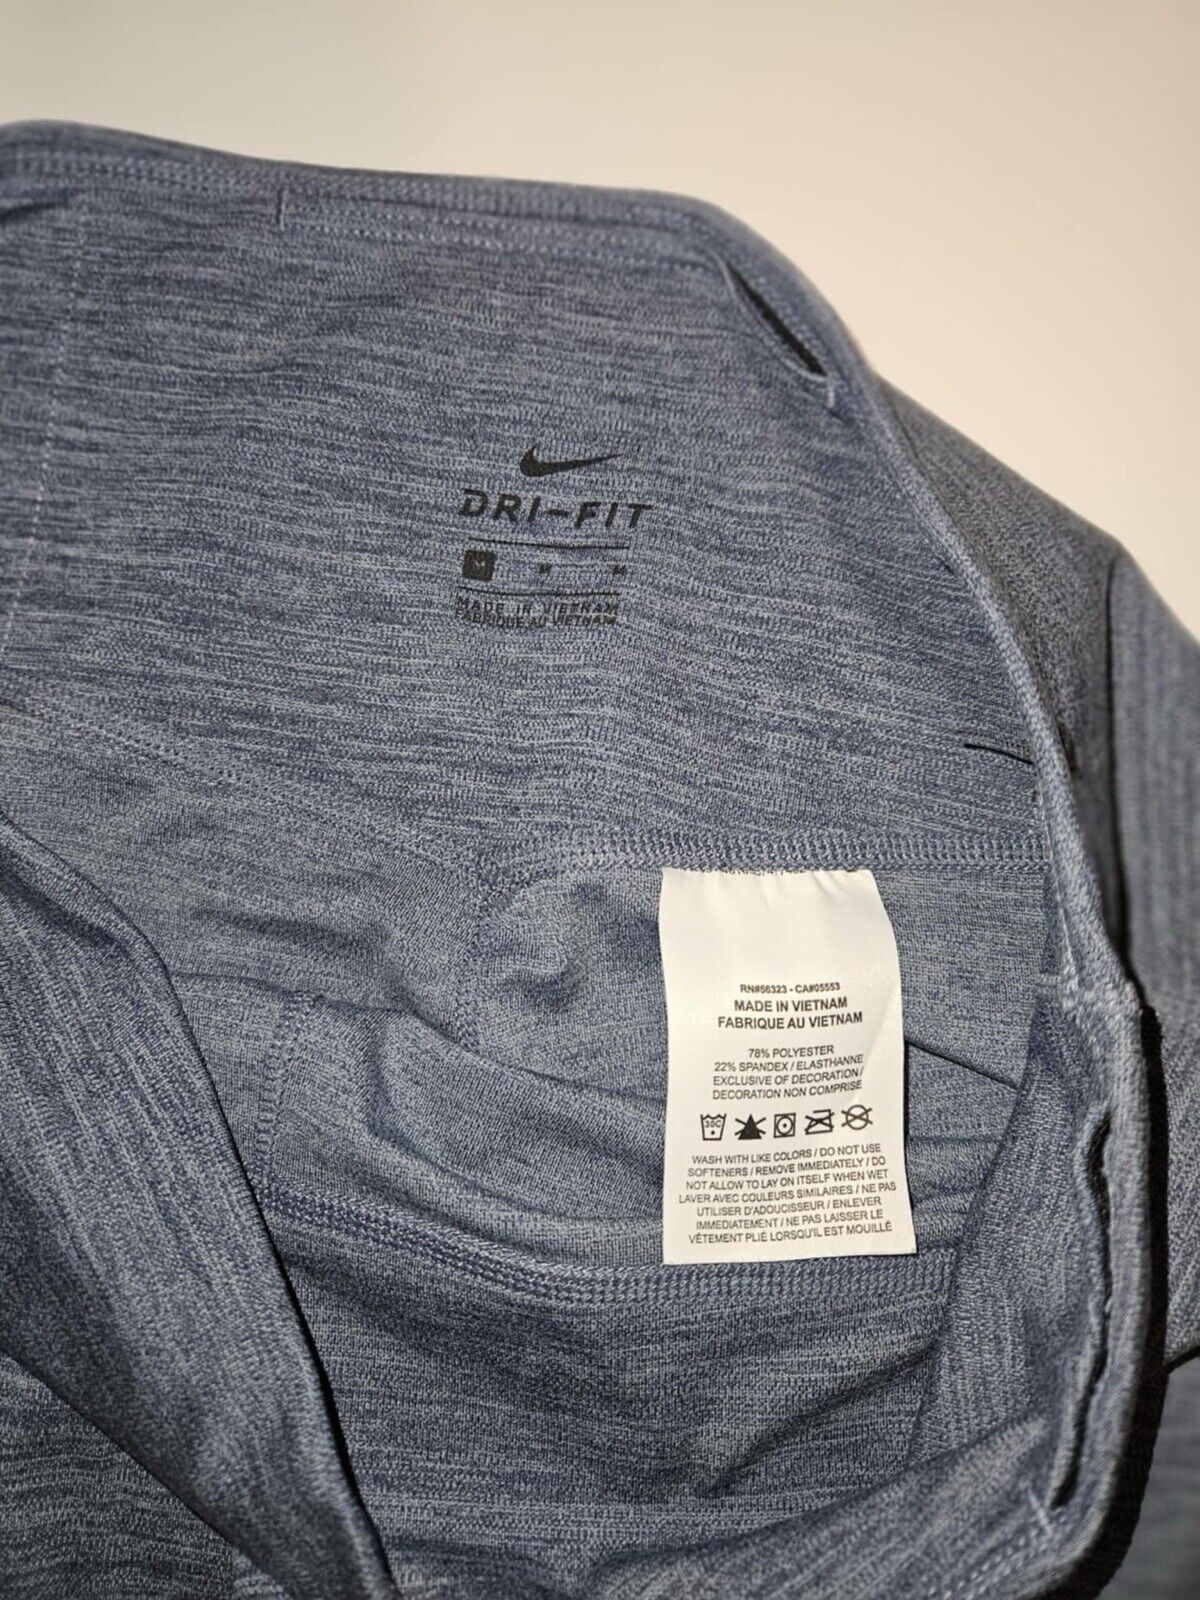 DRI-FIT
M M M
MADE IN VIETNAM
FABRIQUE AU VIETNAM
RN#56323 - CA#05553
MADE IN VIETNAM
FABRIQUE AU VIETNAM
78% POLYESTER
22% SPANDEX / ELASTHANNE
EXCLUSIVE OF DECORATION /
DECORATION NON COMPRISE
30C
WASH WITH LIKE COLORS / DO NOT USE
SOFTENERS / REMOVE IMMEDIATELY / DO
NOT ALLOW TO LAY ON ITSELF WHEN WET
LAVER AVEC COULEURS SIMILAIRES / NE PAS
UTILISER D'ADOUCISSEUR / ENLEVER
IMMEDIATEMENT / NE PAS LAISSER LE
VÊTEMENT PLIÉ LORSQU'IL EST MOUILLÉ